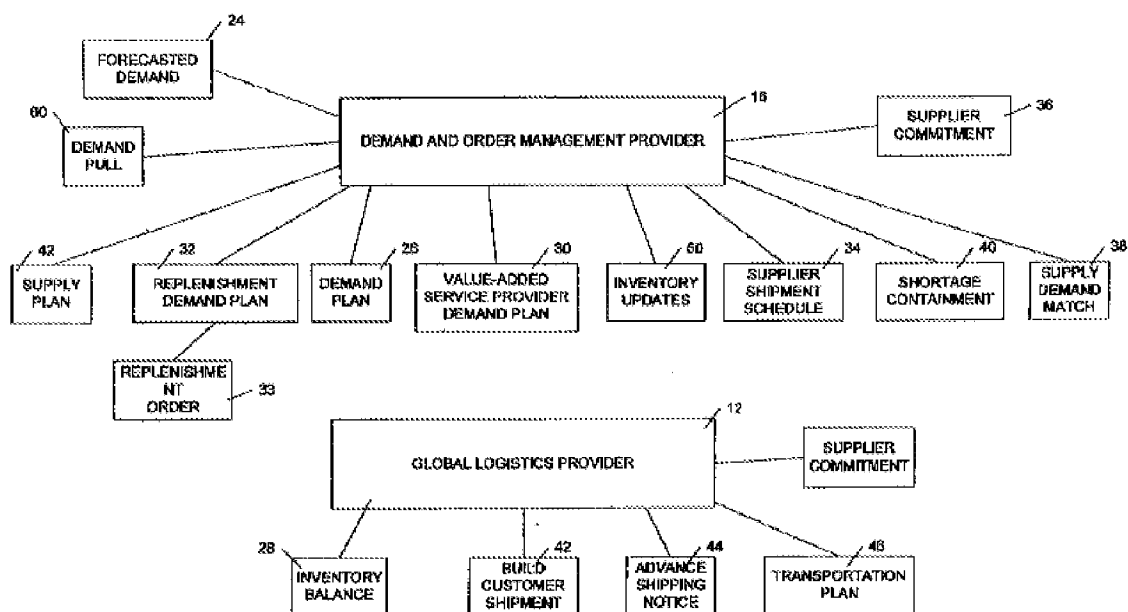 24
FORECASTED
DEMAND
60
DEMAND
PULL
16
DEMAND AND ORDER MANAGEMENT PROVIDER
36
SUPPLIER
COMMITMENT
42
SUPPLY
PLAN
32
REPLENISHMENT
DEMAND PLAN
26
DEMAND
PLAN
30
VALUE-ADDED
SERVICE PROVIDER
DEMAND PLAN
50
INVENTORY
UPDATES
34
SUPPLIER
SHIPMENT
SCHEDULE
40
SHORTAGE
CONTAINMENT
38
SUPPLY
DEMAND
MATCH
REPLENISHME
NT
ORDER
33
12
GLOBAL LOGISTICS PROVIDER
SUPPLIER
COMMITMENT
28
INVENTORY
BALANCE
42
BUILD
CUSTOMER
SHIPMENT
44
ADVANCE
SHIPPING
NOTICE
46
TRANSPORTATION
PLAN